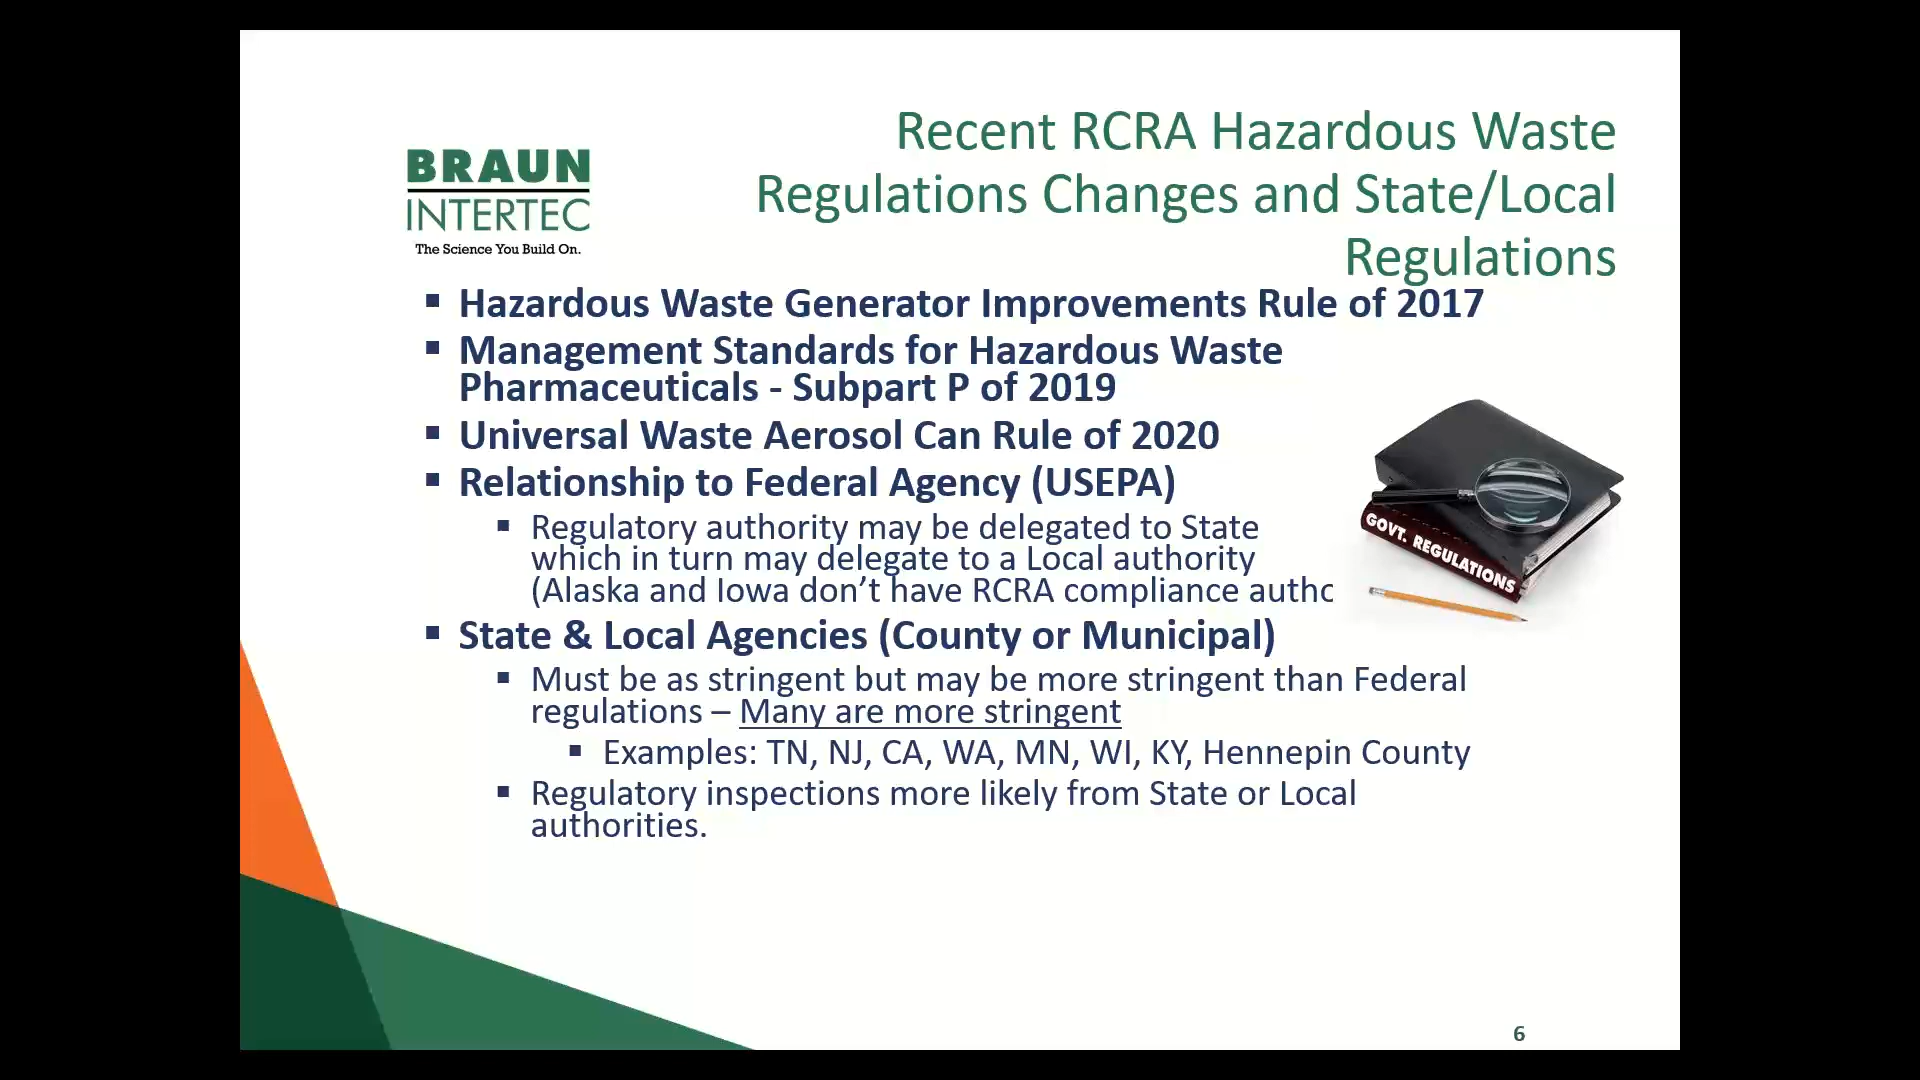 BRAUN
INTERTEC
The Science You Build On.
Recent RCRA Hazardous Waste
Regulations Changes and State/Local
Regulations
▪ Hazardous Waste Generator Improvements Rule of 2017
▪ Management Standards for Hazardous Waste
Pharmaceuticals - Subpart P of 2019
▪ Universal Waste Aerosol Can Rule of 2020
▪ Relationship to Federal Agency (USEPA)
▪ Regulatory authority may be delegated to State
which in turn may delegate to a Local authority
(Alaska and Iowa don’t have RCRA compliance
GOVT. REGULATIONS
▪ State & Local Agencies (County or Municipal)
▪ Must be as stringent but may be more stringent than Federal
regulations – Many are more stringent
▪ Examples: TN, NJ, CA, WA, MN, WI, KY, Hennepin County
▪ Regulatory inspections more likely from State or Local
authorities.
6